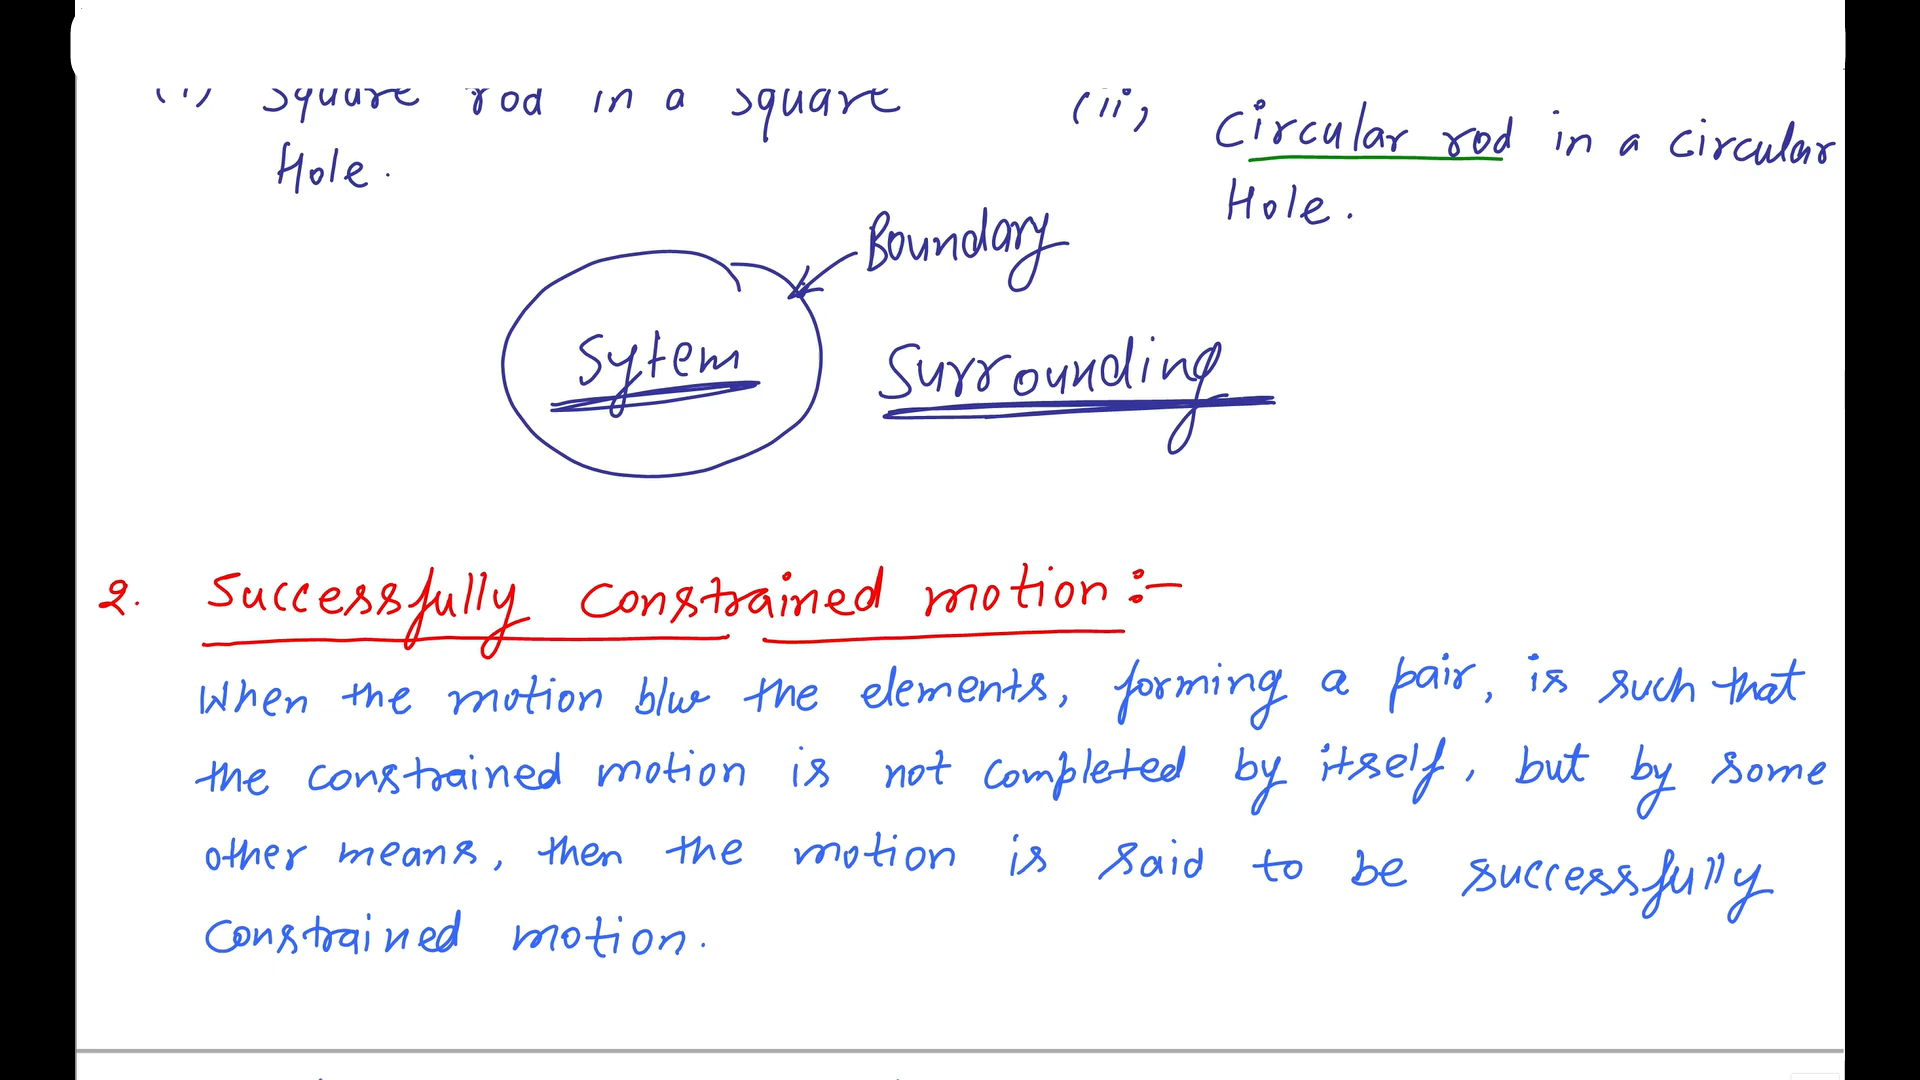 (i) Square rod in a square
Hole.
(ii) Circular rod in a circular
Hole.
Boundary
Sytem
Surrounding
2. Successfully constrained motion :-
When the motion b/w the elements, forming a pair, is such that
the constrained motion is not completed by itself, but by some
other means, then the motion is said to be successfully
constrained motion.